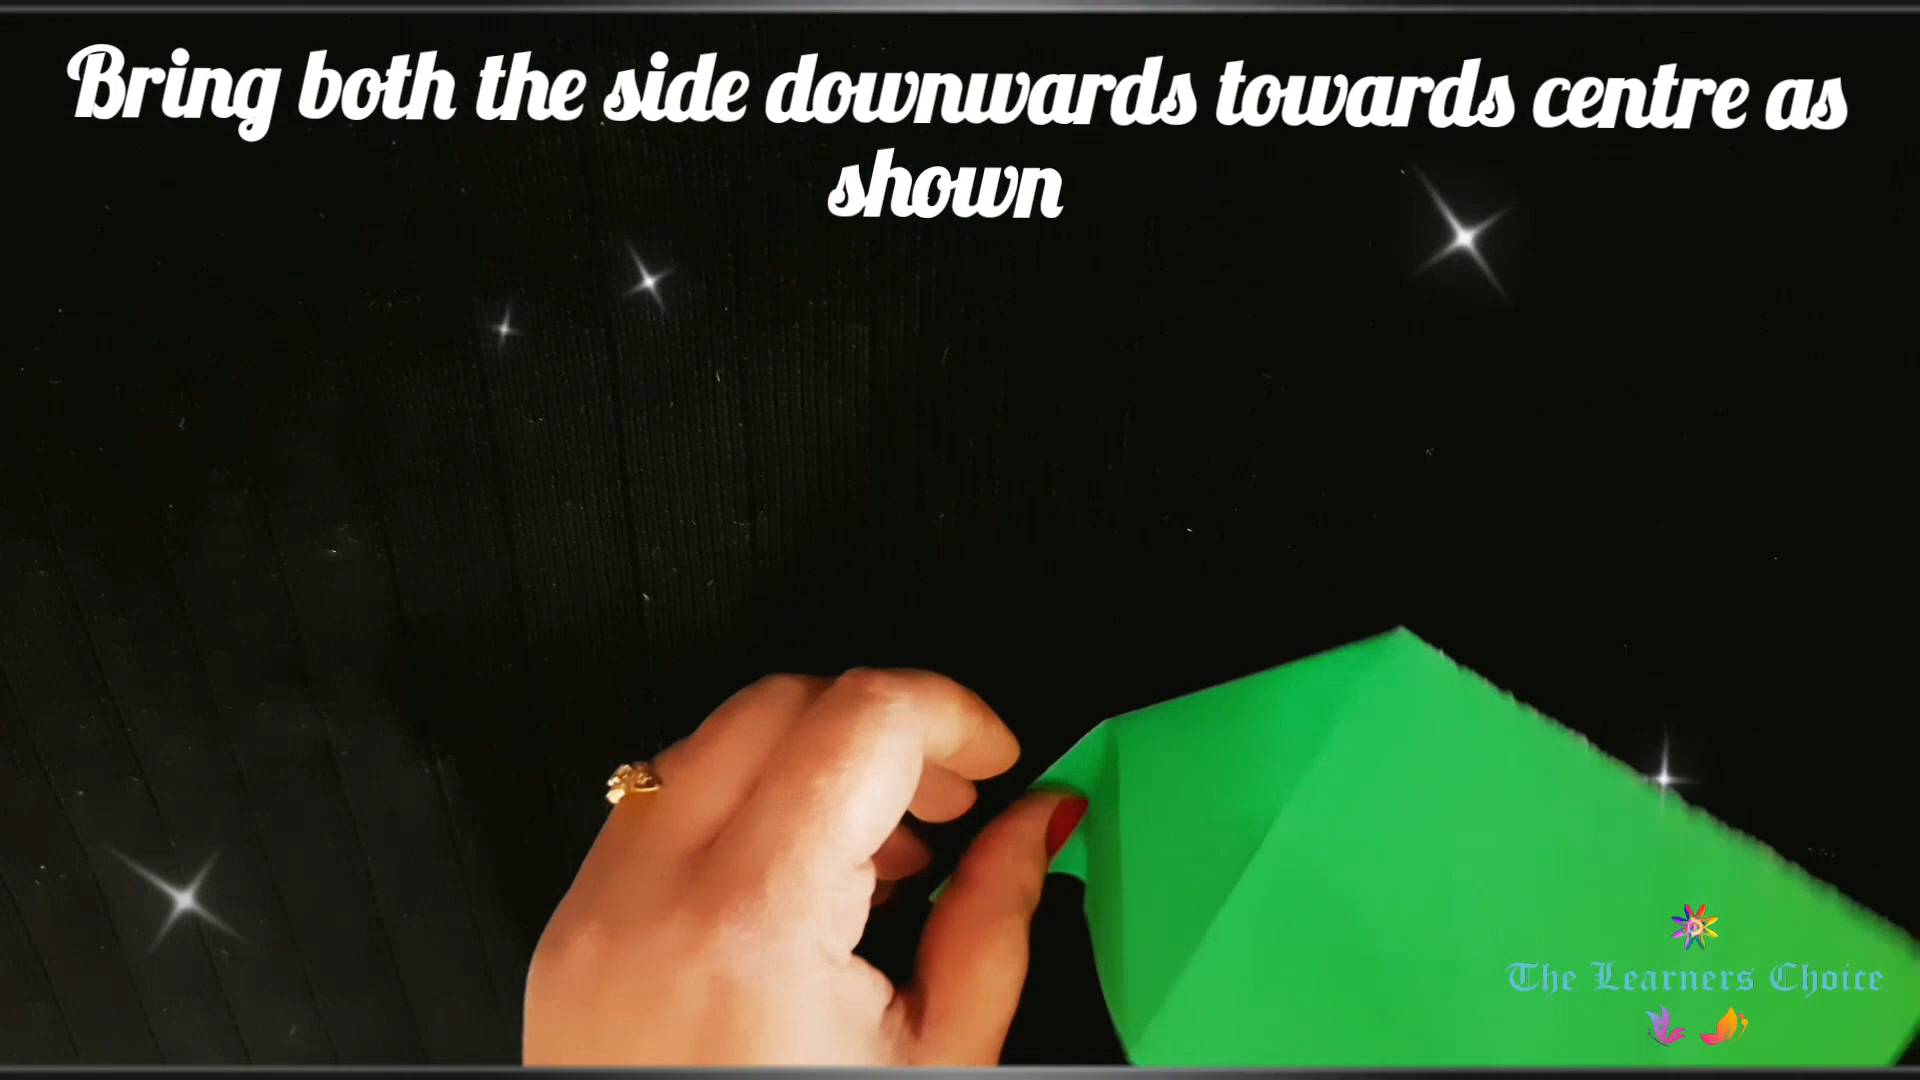 Bring both the side downwards towards centre as
shown
The Learners Choice